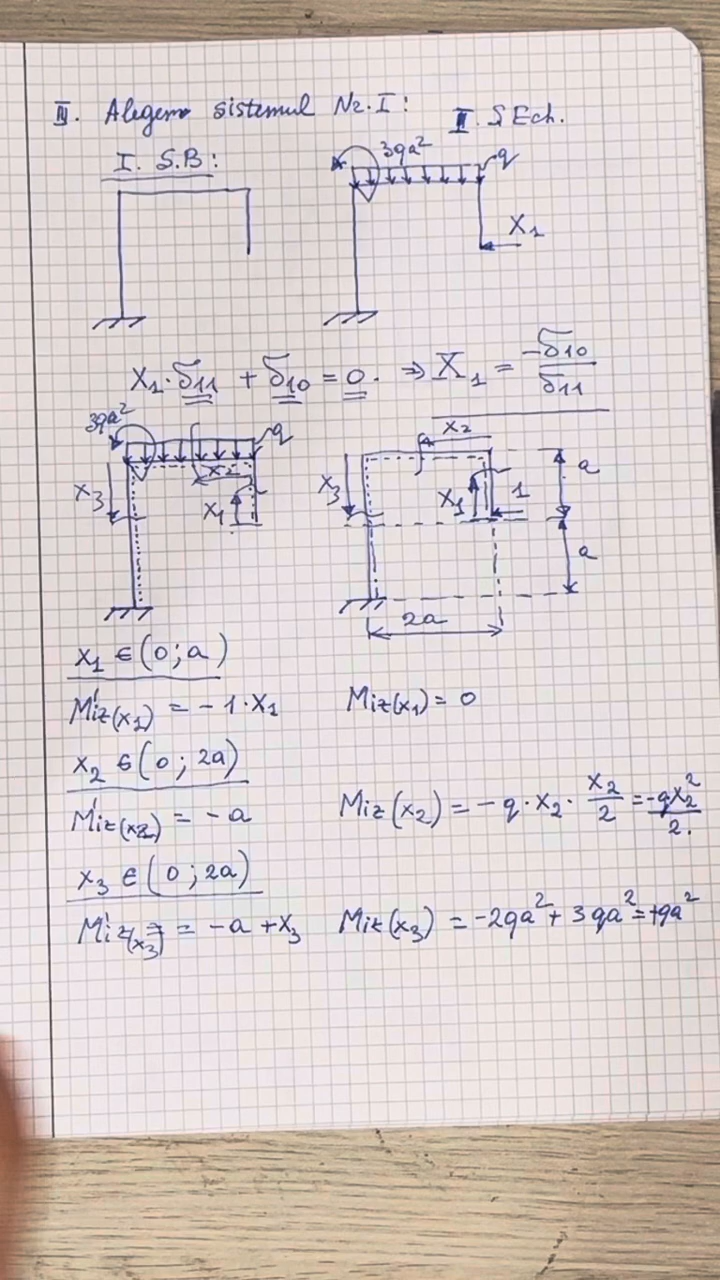 III. Alegem sistemul Nr. I: II. S Ech.
I. S.B:
3qa² q
X₁
X₁·δ₁₁ + δ₁₀ = 0. ⇒ X₁ = -δ₁₀/δ₁₁
3qa² q x₂ x₃ x₁
x₂ x₃ x₁ 1 a a 2a
x₁ ∈ (0; a)
M'iz(x₁) = - 1·x₁ Miz(x₁) = 0
x₂ ∈ (0; 2a)
M'iz(x₂) = - a Miz(x₂) = - q·x₂·x₂/2 = -qx₂²/2.
x₃ ∈ (0; 2a)
M'iz(x₃) = = -a + x₃ Miz(x₃) = -2qa² + 3qa² = +qa²